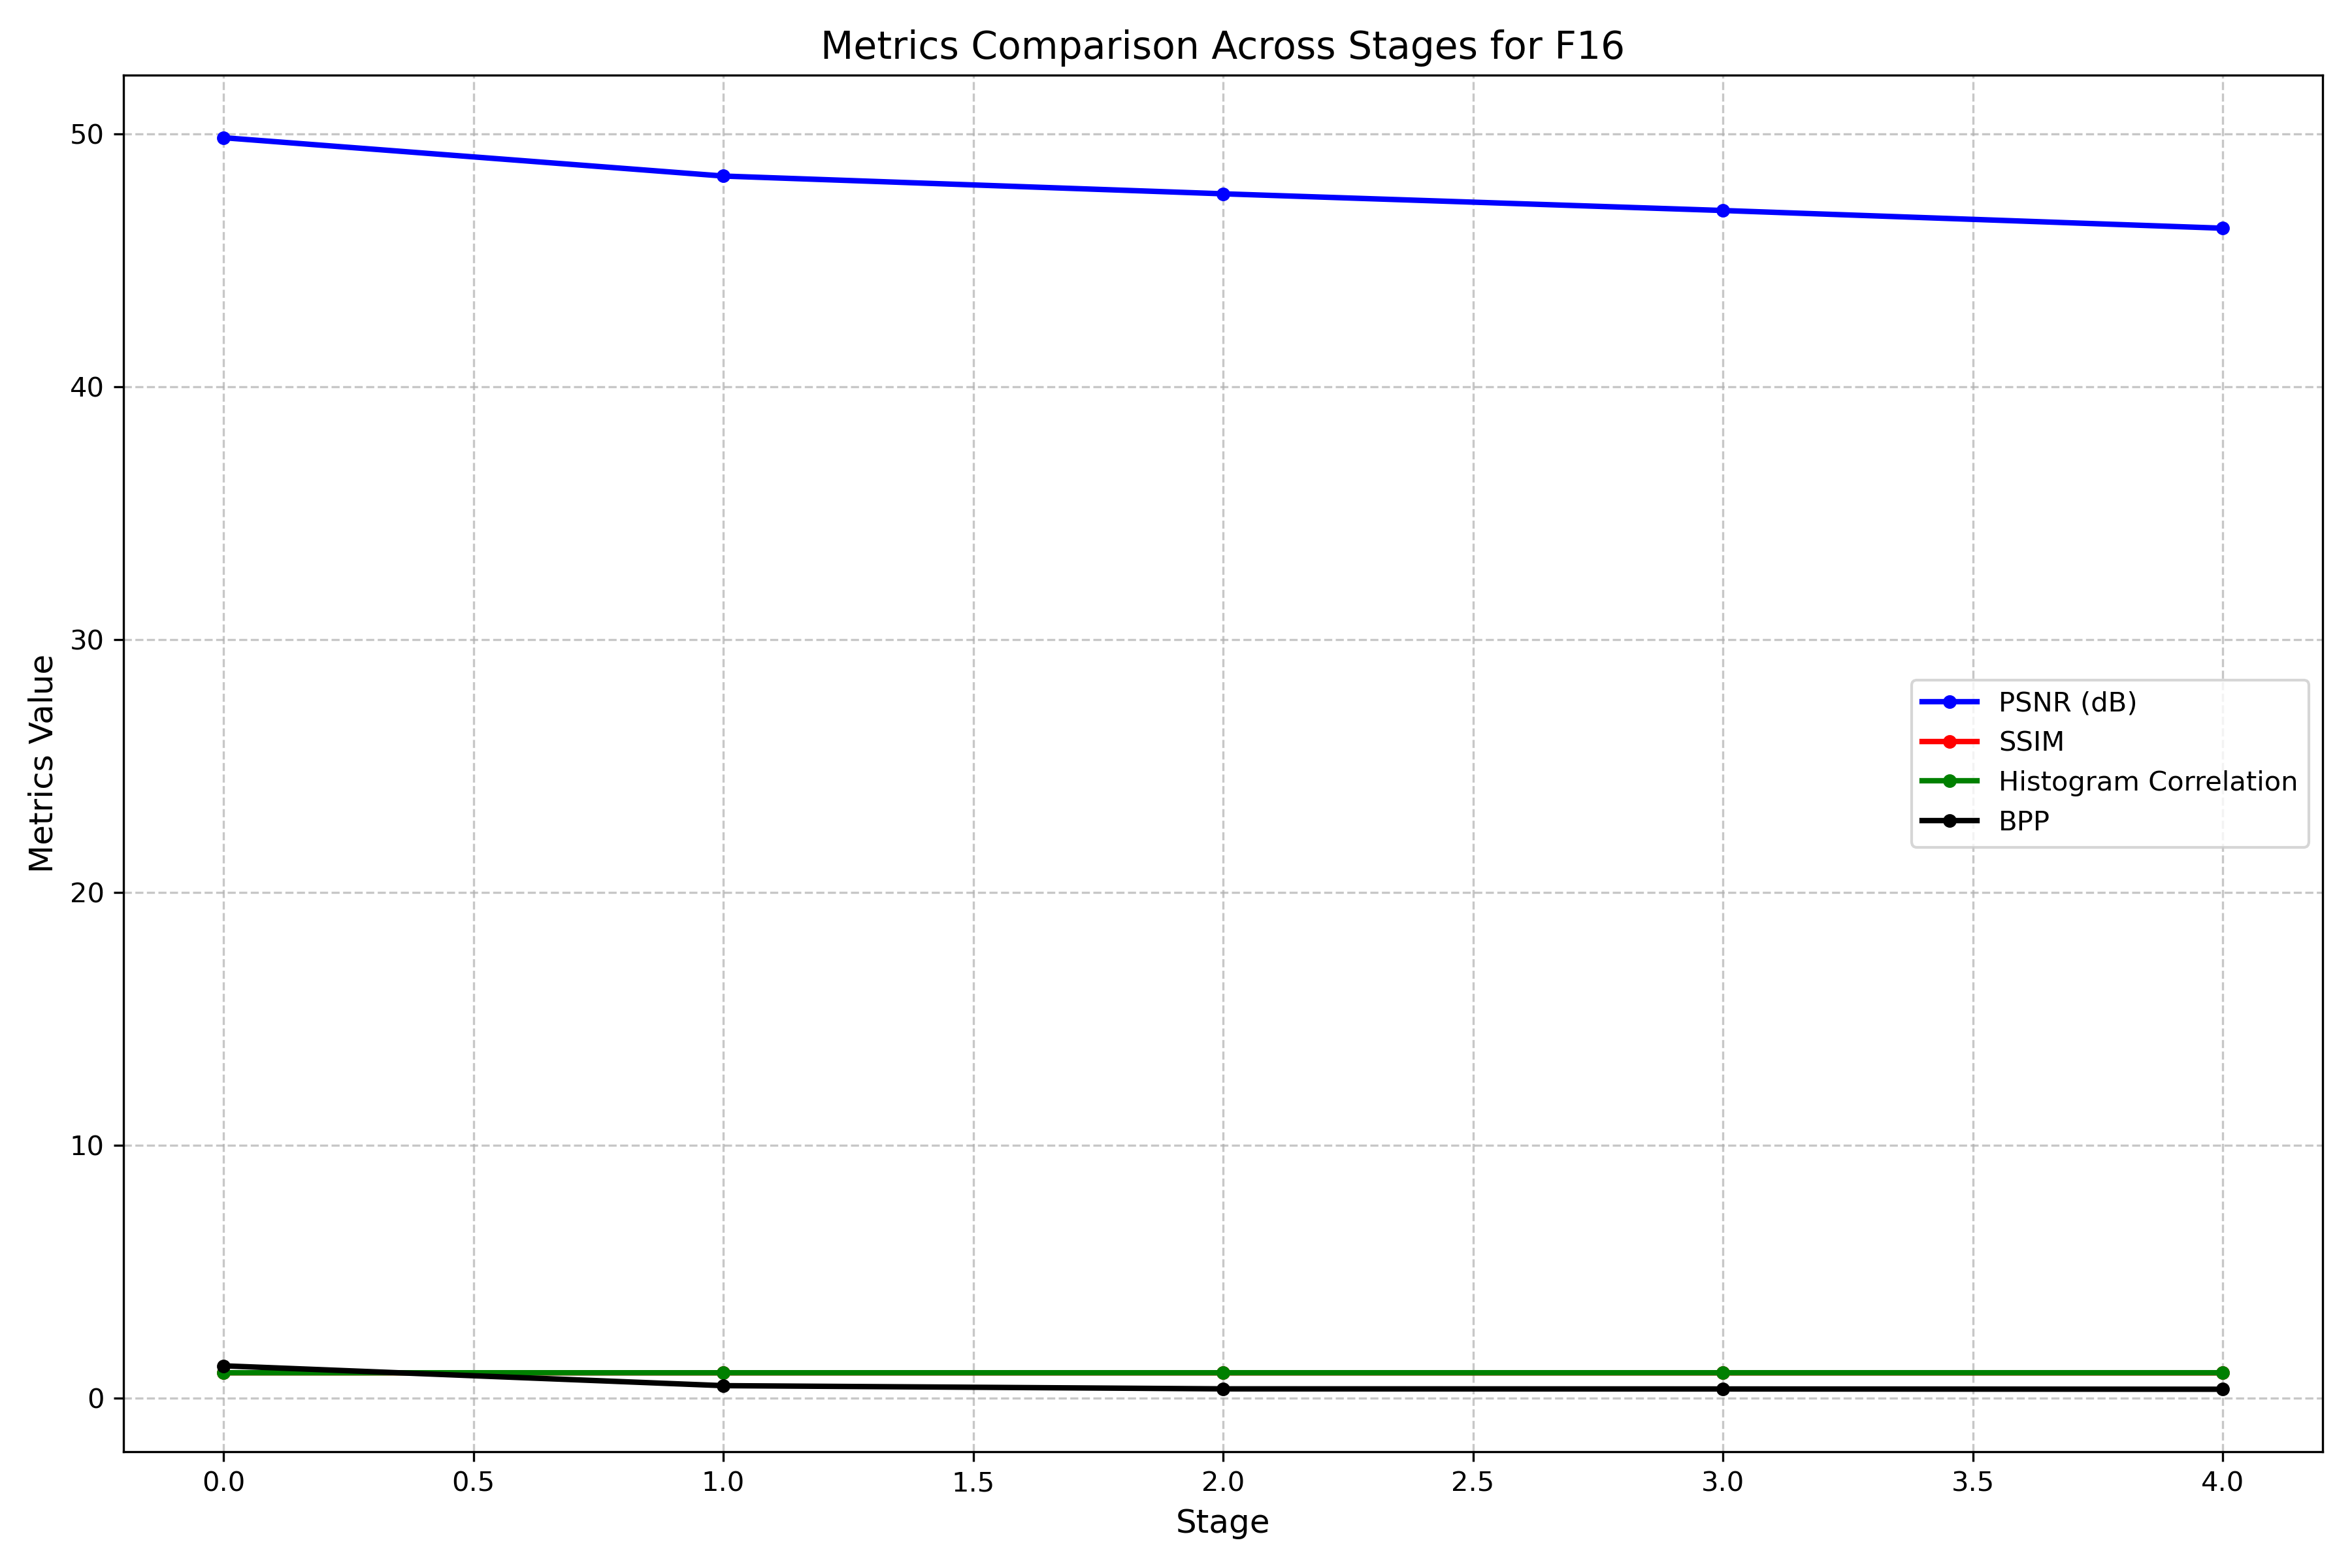 Metrics Comparison Across Stages for F16
50
40
30
20
10
0
Metrics Value
PSNR (dB)
SSIM
Histogram Correlation
BPP
0.0 0.5 1.0 1.5 2.0 2.5 3.0 3.5 4.0
Stage